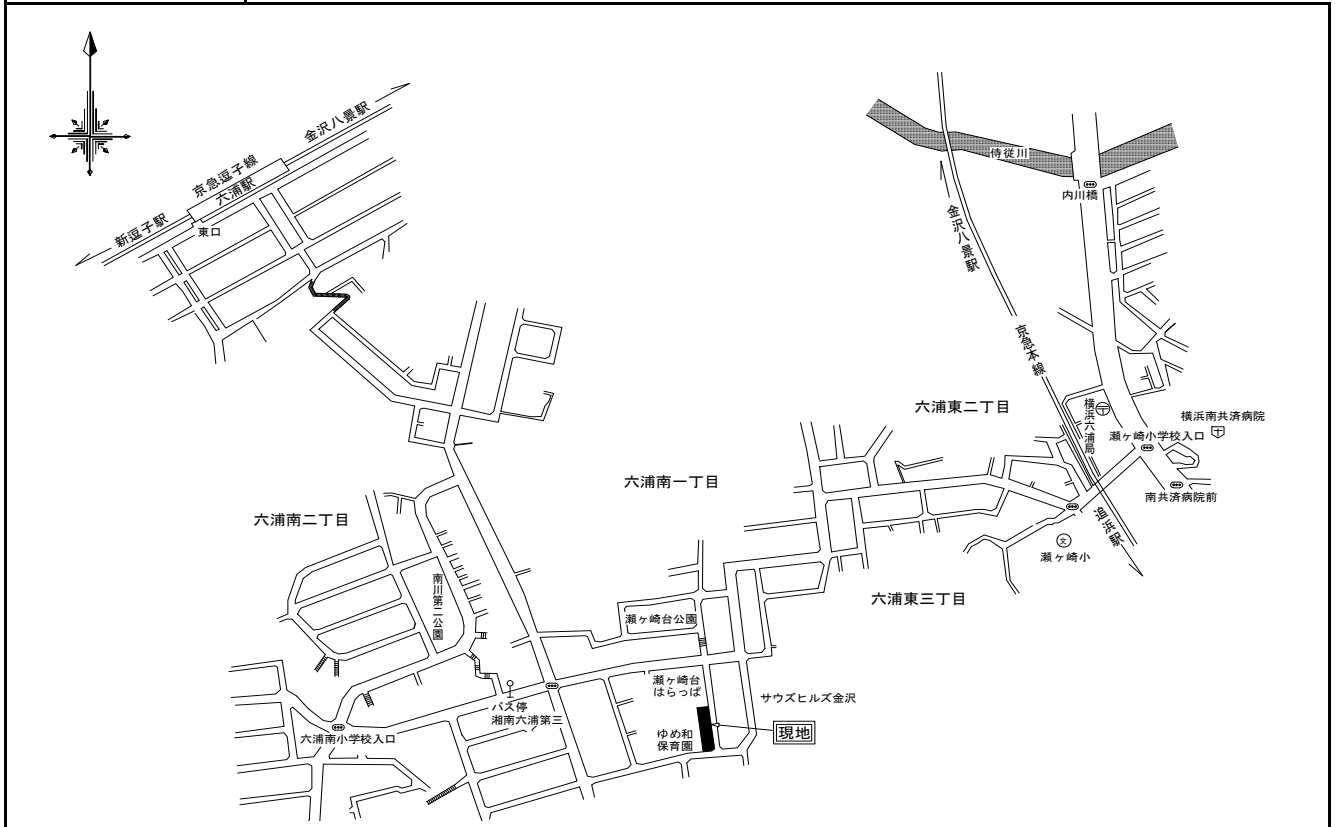 金沢八景駅
京急逗子線
六浦駅
新逗子駅
東口
侍従川
内川橋
金沢八景駅
京急本線
六浦東二丁目
横浜六浦局
横浜南共済病院
瀬ヶ崎小学校入口
南共済病院前
追浜駅
文
瀬ヶ崎小
六浦南一丁目
六浦南二丁目
六浦東三丁目
南川第二公園
瀬ヶ崎台公園
瀬ヶ崎台
はらっぱ
サウズヒルズ金沢
バス停
湘南六浦第三
六浦南小学校入口
ゆめ和
保育園
現地